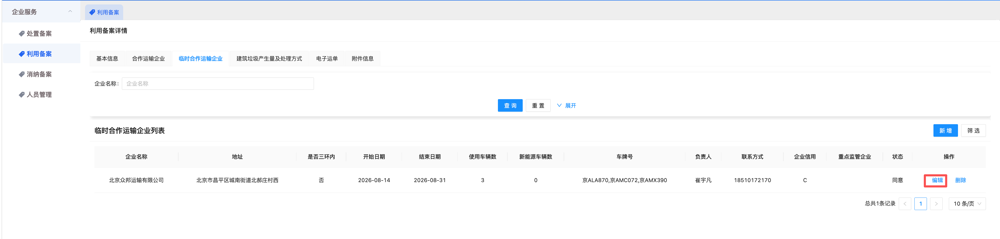 企业服务
利用备案
处置备案
利用备案
消纳备案
人员管理
利用备案详情
基本信息 合作运输企业 临时合作运输企业 建筑垃圾产生量及处理方式 电子运单 附件信息
企业名称: 企业名称
查 询 重 置 展开
临时合作运输企业列表 新 增 筛 选
企业名称 地址 是否三环内 开始日期 结束日期 使用车辆数 新能源车辆数 车牌号 负责人 联系方式 企业信用 重点监管企业 状态 操作
北京众邦运输有限公司 北京市昌平区城南街道北郝庄村西 否 2026-08-14 2026-08-31 3 0 京ALA870,京AMC072,京AMX390 崔宇凡 18510172170 C 同意 编辑 删除
总共1条记录 < 1 > 10 条/页